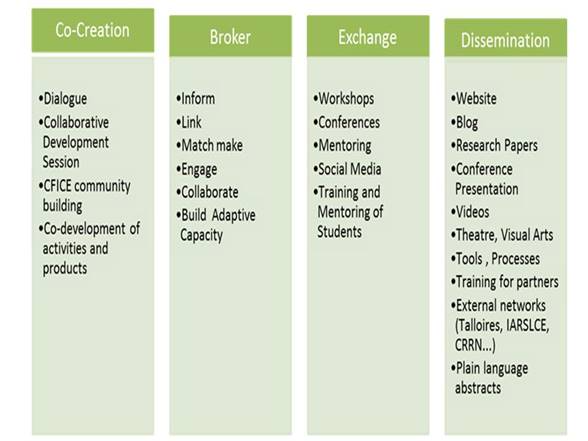 Co-Creation
•Dialogue
•Collaborative
Development
Session
•CFICE community
building
•Co-development of
activities and
products
Broker
•Inform
•Link
•Match make
•Engage
•Collaborate
•Build Adaptive
Capacity
Exchange
•Workshops
•Conferences
•Mentoring
•Social Media
•Training and
Mentoring of
Students
Dissemination
•Website
•Blog
•Research Papers
•Conference
Presentation
•Videos
•Theatre, Visual Arts
•Tools , Processes
•Training for partners
•External networks
(Talloires, IARSLCE,
CRRN...)
•Plain language
abstracts